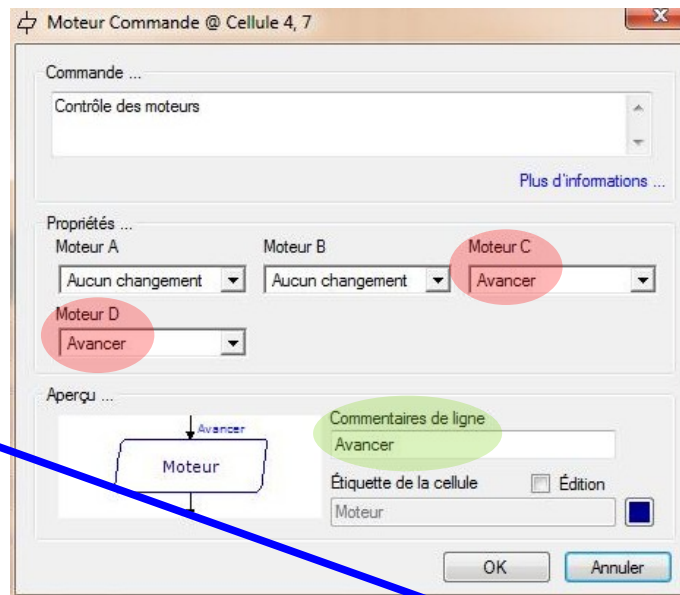 Moteur Commande @ Cellule 4, 7
Commande ...
Contrôle des moteurs
Plus d'informations ...
Propriétés ...
Moteur A Moteur B Moteur C
Aucun changement Aucun changement Avancer
Moteur D
Avancer
Aperçu ...
Avancer
Moteur
Commentaires de ligne
Avancer
Étiquette de la cellule Édition
Moteur
OK Annuler